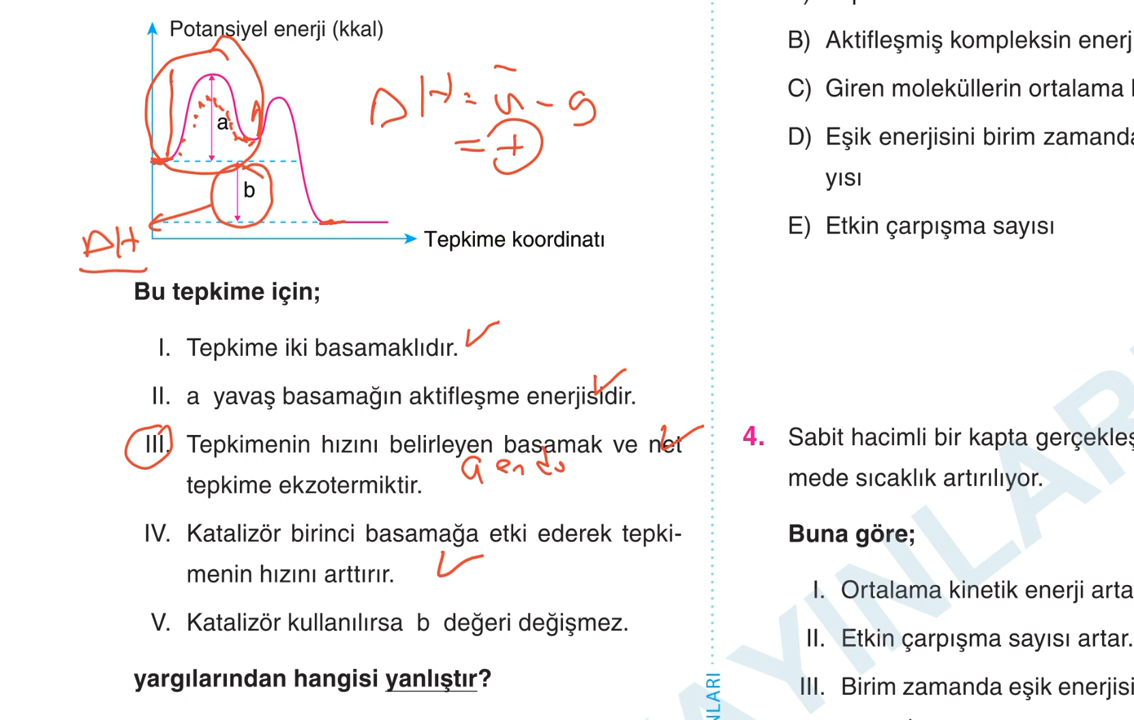 Potansiyel enerji (kkal)
a
b
Tepkime koordinatı
ΔH = ü - g
= +
ΔH
Bu tepkime için;
I. Tepkime iki basamaklıdır.
II. a yavaş basamağın aktifleşme enerjisidir.
III. Tepkimenin hızını belirleyen basamak ve net
endo
tepkime ekzotermiktir.
IV. Katalizör birinci basamağa etki ederek tepki-
menin hızını arttırır.
V. Katalizör kullanılırsa b değeri değişmez.
yargılarından hangisi yanlıştır?
B) Aktifleşmiş kompleksin enerj
C) Giren moleküllerin ortalama
D) Eşik enerjisini birim zamanda
yısı
E) Etkin çarpışma sayısı
4. Sabit hacimli bir kapta gerçekleş
mede sıcaklık artırılıyor.
Buna göre;
I. Ortalama kinetik enerji arta
II. Etkin çarpışma sayısı artar.
III. Birim zamanda eşik enerjisi
YINLAR
NLARI